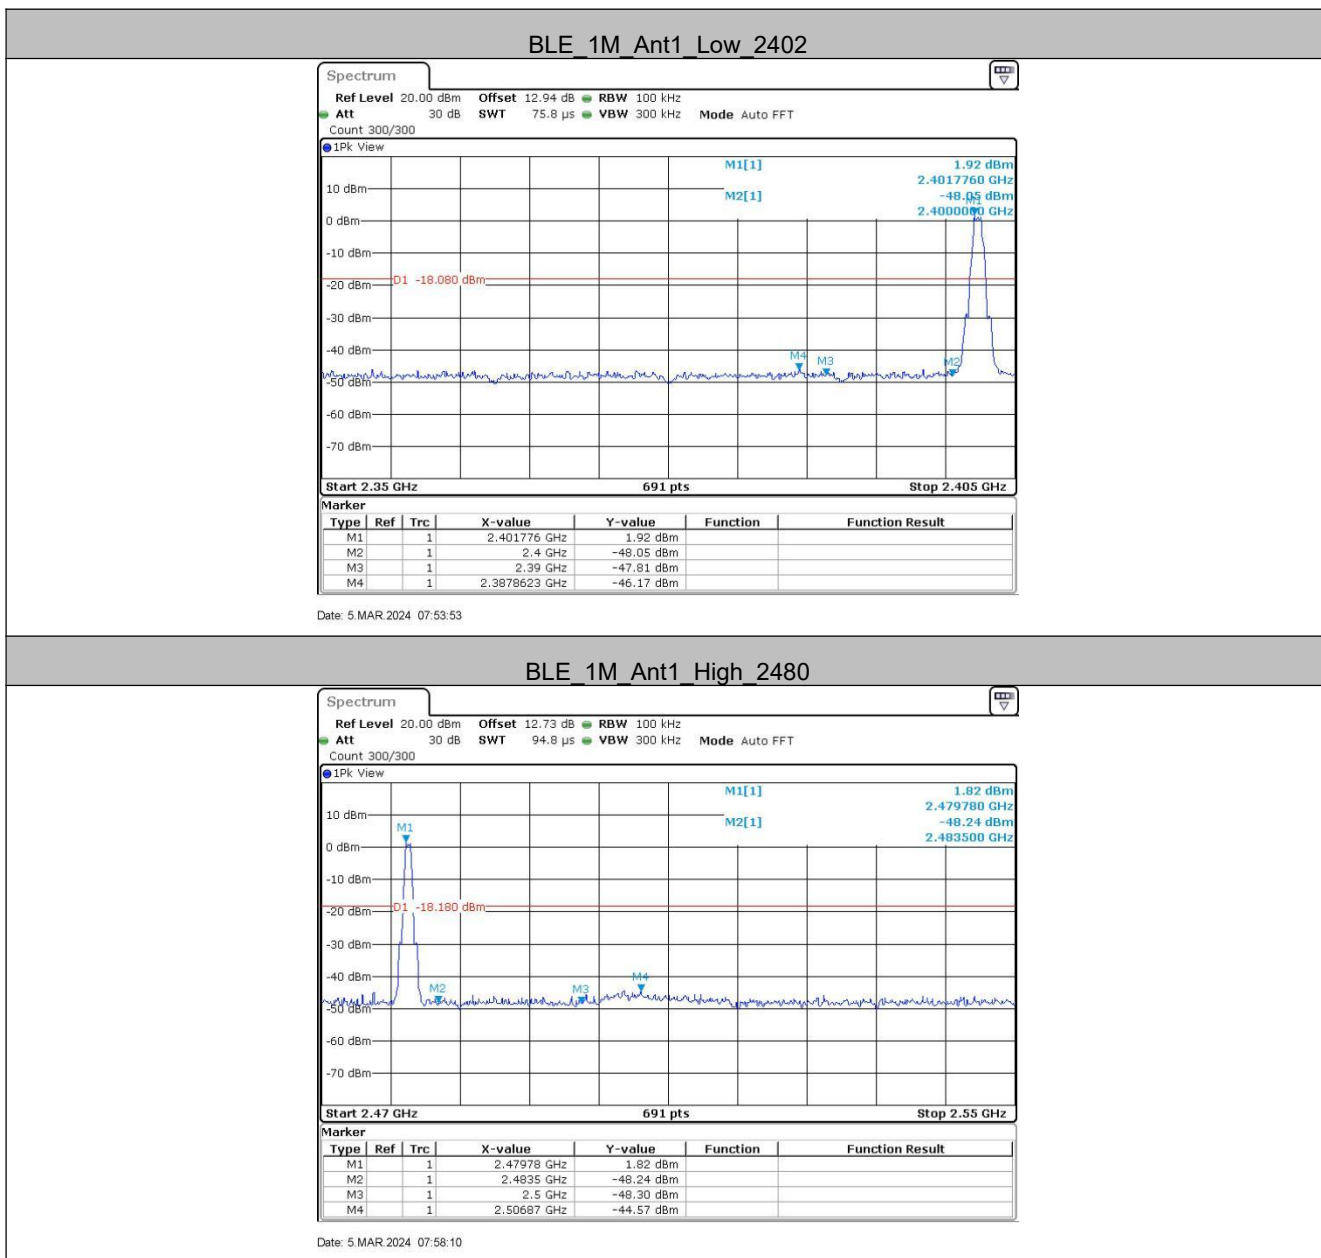 BLE_1M_Ant1_Low_2402
Spectrum
Ref Level 20.00 dBm Offset 12.94 dB RBW 100 kHz
Att 30 dB SWT 75.8 µs VBW 300 kHz Mode Auto FFT
Count 300/300
1Pk View
M1[1] 1.92 dBm
2.4017760 GHz
M2[1] -48.05 dBm
2.4000000 GHz
M1
10 dBm
0 dBm
-10 dBm
D1 -18.080 dBm
-20 dBm
-30 dBm
-40 dBm
M4 M3 M2
-50 dBm
-60 dBm
-70 dBm
Start 2.35 GHz 691 pts Stop 2.405 GHz
Marker
Type Ref Trc X-value Y-value Function Function Result
M1 1 2.401776 GHz 1.92 dBm
M2 1 2.4 GHz -48.05 dBm
M3 1 2.39 GHz -47.81 dBm
M4 1 2.3878623 GHz -46.17 dBm
Date: 5.MAR.2024 07:53:53
BLE_1M_Ant1_High_2480
Spectrum
Ref Level 20.00 dBm Offset 12.73 dB RBW 100 kHz
Att 30 dB SWT 94.8 µs VBW 300 kHz Mode Auto FFT
Count 300/300
1Pk View
M1[1] 1.82 dBm
2.479780 GHz
M2[1] -48.24 dBm
2.483500 GHz
10 dBm
M1
0 dBm
-10 dBm
D1 -18.180 dBm
-20 dBm
-30 dBm
-40 dBm
M2 M3 M4
-50 dBm
-60 dBm
-70 dBm
Start 2.47 GHz 691 pts Stop 2.55 GHz
Marker
Type Ref Trc X-value Y-value Function Function Result
M1 1 2.47978 GHz 1.82 dBm
M2 1 2.4835 GHz -48.24 dBm
M3 1 2.5 GHz -48.30 dBm
M4 1 2.50687 GHz -44.57 dBm
Date: 5.MAR.2024 07:58:10